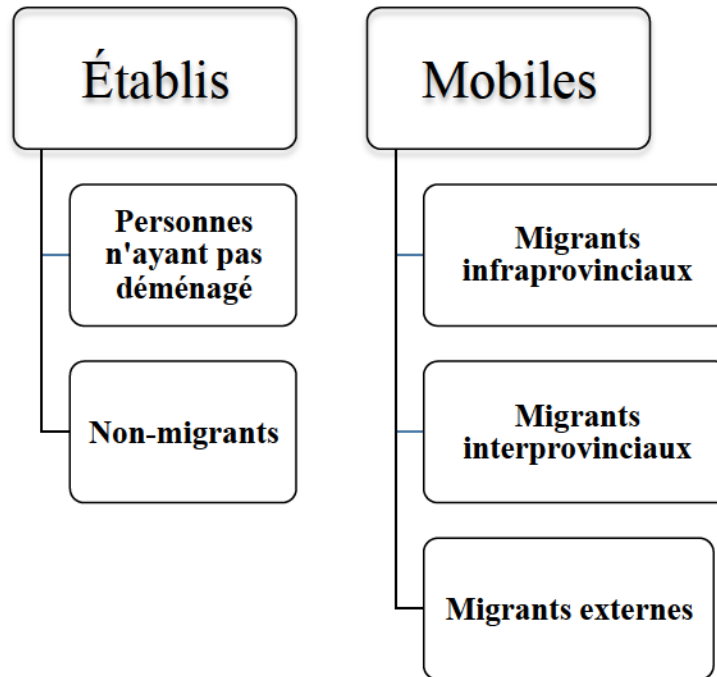 Établis
Personnes
n'ayant pas
déménagé
Non-migrants
Mobiles
Migrants
infraprovinciaux
Migrants
interprovinciaux
Migrants externes